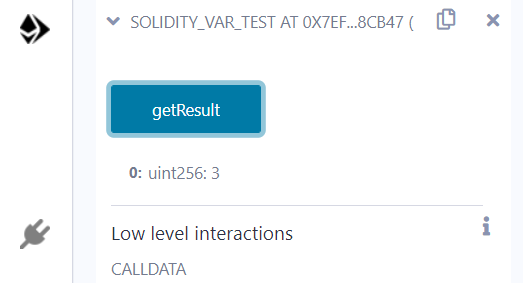 SOLIDITY_VAR_TEST AT 0X7EF...8CB47 (
getResult
0: uint256: 3
Low level interactions
CALLDATA